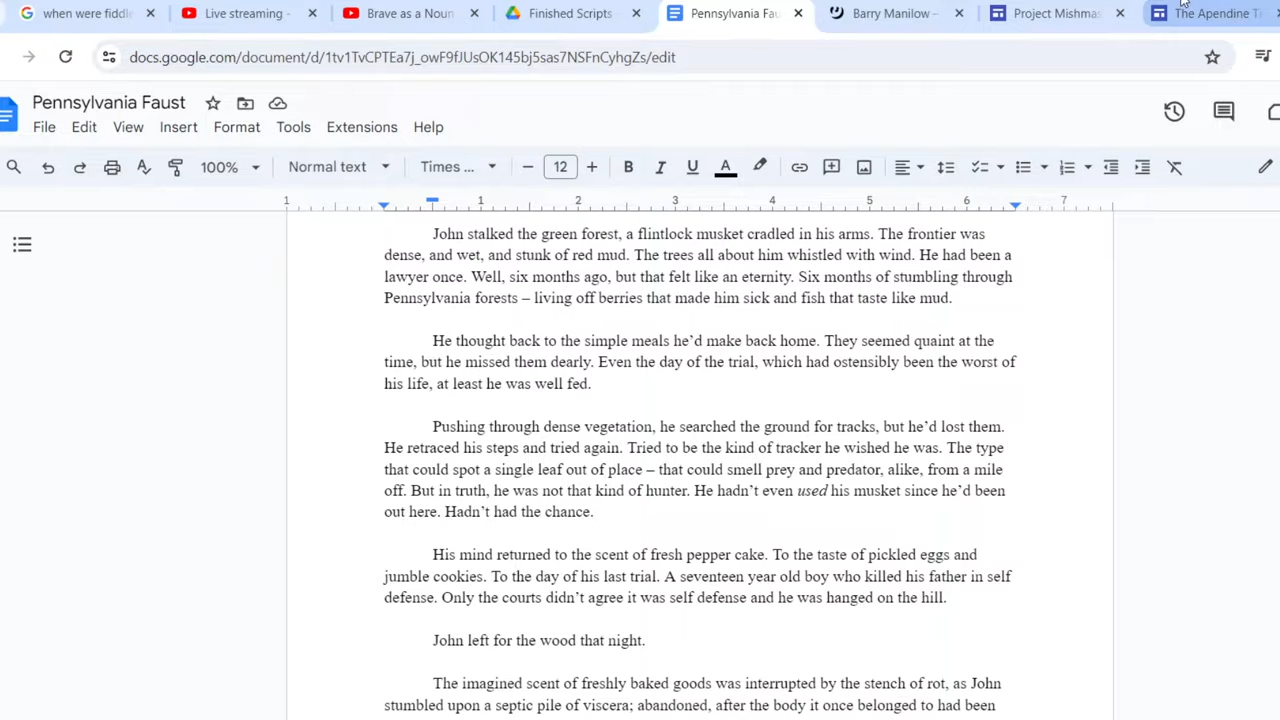 when were fiddle
Live streaming -
Brave as a Noun
Finished Scripts -
Pennsylvania Fau
Barry Manilow –
Project Mishmas
The Apendine Ti
docs.google.com/document/d/1tv1TvCPTEa7j_owF9fJUsOK145bj5sas7NSFnCyhgZs/edit
Pennsylvania Faust
File Edit View Insert Format Tools Extensions Help
100% Normal text Times ... 12 B I U A
1 1 2 3 4 5 6 7
John stalked the green forest, a flintlock musket cradled in his arms. The frontier was
dense, and wet, and stunk of red mud. The trees all about him whistled with wind. He had been a
lawyer once. Well, six months ago, but that felt like an eternity. Six months of stumbling through
Pennsylvania forests – living off berries that made him sick and fish that taste like mud.
He thought back to the simple meals he’d make back home. They seemed quaint at the
time, but he missed them dearly. Even the day of the trial, which had ostensibly been the worst of
his life, at least he was well fed.
Pushing through dense vegetation, he searched the ground for tracks, but he’d lost them.
He retraced his steps and tried again. Tried to be the kind of tracker he wished he was. The type
that could spot a single leaf out of place – that could smell prey and predator, alike, from a mile
off. But in truth, he was not that kind of hunter. He hadn’t even used his musket since he’d been
out here. Hadn’t had the chance.
His mind returned to the scent of fresh pepper cake. To the taste of pickled eggs and
jumble cookies. To the day of his last trial. A seventeen year old boy who killed his father in self
defense. Only the courts didn’t agree it was self defense and he was hanged on the hill.
John left for the wood that night.
The imagined scent of freshly baked goods was interrupted by the stench of rot, as John
stumbled upon a septic pile of viscera; abandoned, after the body it once belonged to had been